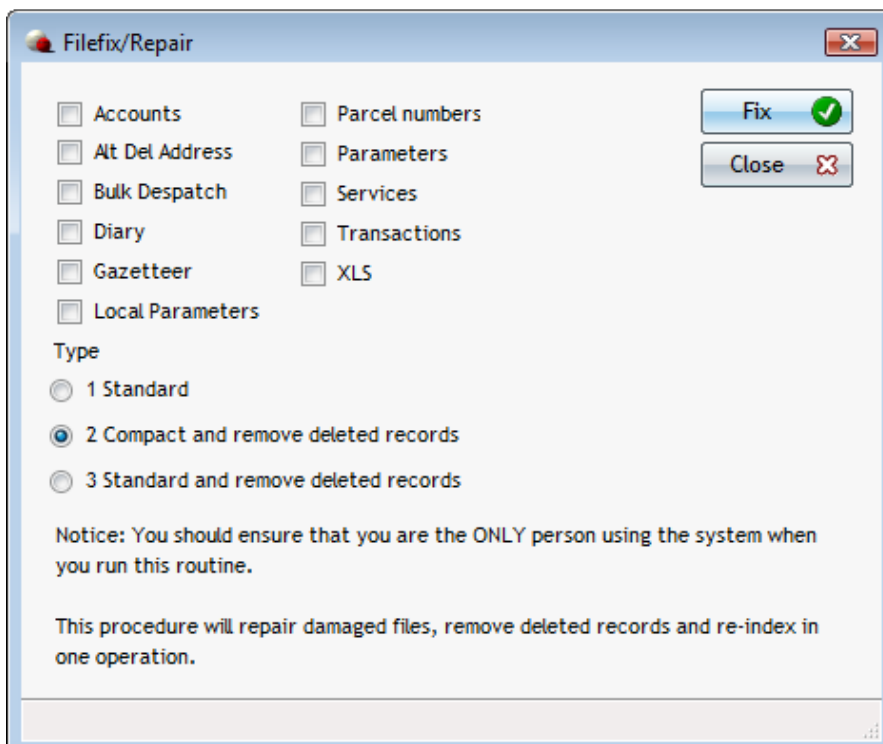 Filefix/Repair
Accounts
Alt Del Address
Bulk Despatch
Diary
Gazetteer
Local Parameters
Parcel numbers
Parameters
Services
Transactions
XLS
Fix
Close
Type
1 Standard
2 Compact and remove deleted records
3 Standard and remove deleted records
Notice: You should ensure that you are the ONLY person using the system when
you run this routine.
This procedure will repair damaged files, remove deleted records and re-index in
one operation.